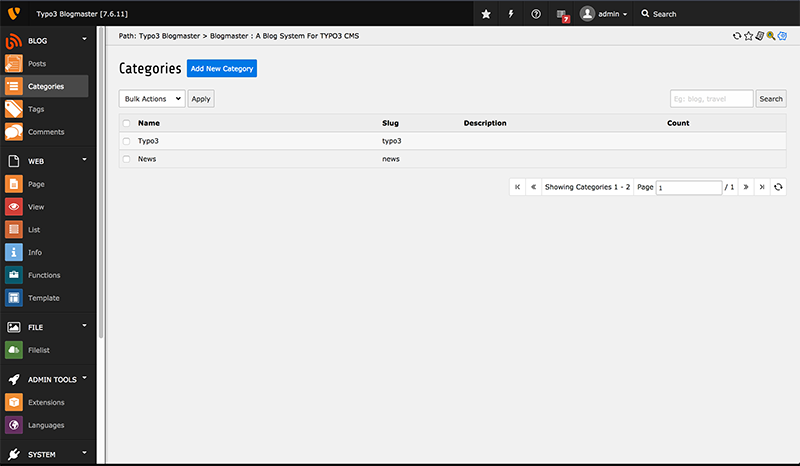 Typo3 Blogmaster [7.6.11]
7
admin
Search
Path: Typo3 Blogmaster > Blogmaster : A Blog System For TYPO3 CMS
BLOG
Posts
Categories
Tags
Comments
WEB
Page
View
List
Info
Functions
Template
FILE
Filelist
ADMIN TOOLS
Extensions
Languages
SYSTEM
Categories
Add New Category
Bulk Actions
Apply
Eg: blog, travel
Search
Name Slug Description Count
Typo3 typo3
News news
Showing Categories 1 - 2 Page 1 / 1